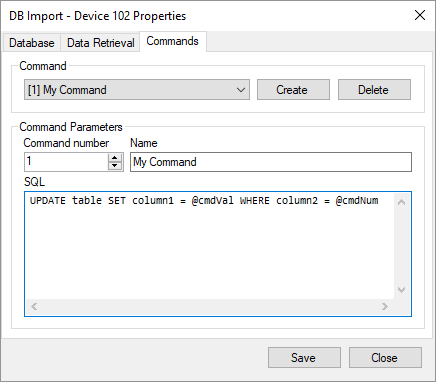 DB Import - Device 102 Properties
Database Data Retrieval Commands
Command
[1] My Command Create Delete
Command Parameters
Command number Name
1 My Command
SQL
UPDATE table SET column1 = @cmdVal WHERE column2 = @cmdNum
Save Close